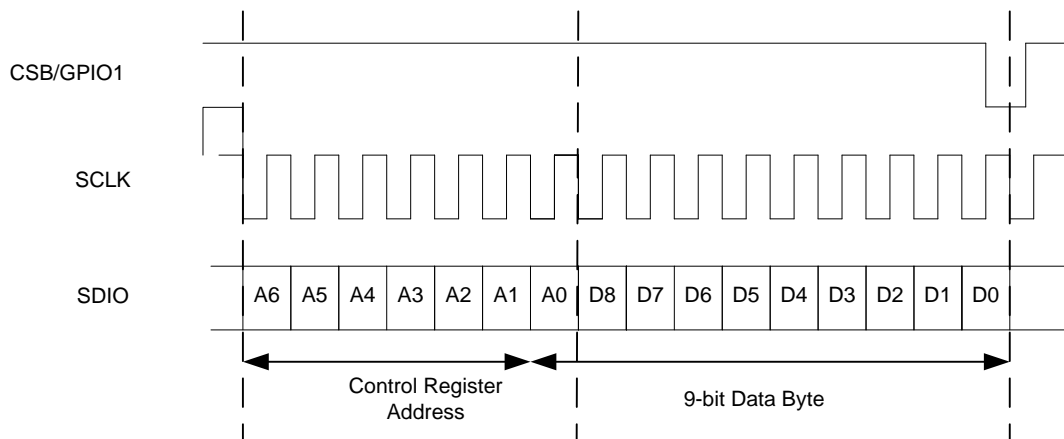 CSB/GPIO1
SCLK
SDIO
A6 A5 A4 A3 A2 A1 A0 D8 D7 D6 D5 D4 D3 D2 D1 D0
Control Register
Address
9-bit Data Byte